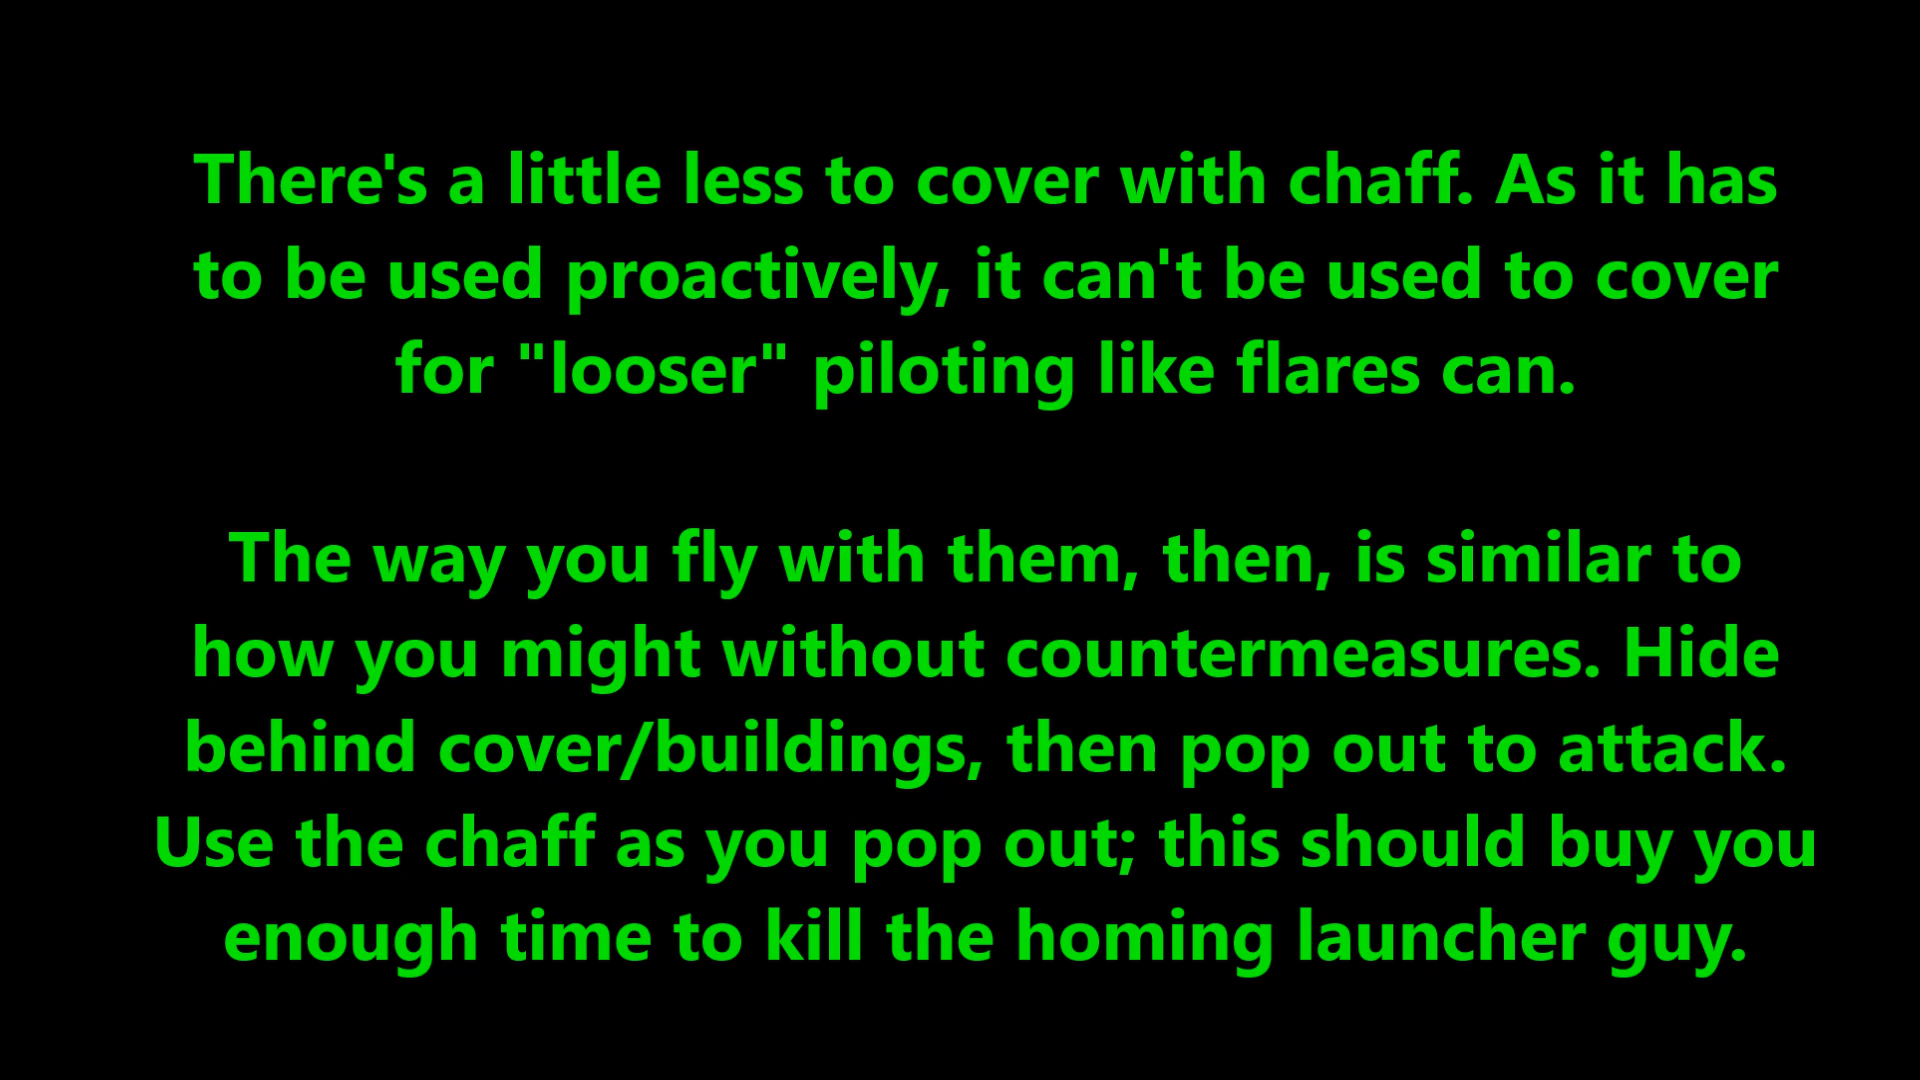 There's a little less to cover with chaff. As it has
to be used proactively, it can't be used to cover
for "looser" piloting like flares can.
The way you fly with them, then, is similar to
how you might without countermeasures. Hide
behind cover/buildings, then pop out to attack.
Use the chaff as you pop out; this should buy you
enough time to kill the homing launcher guy.